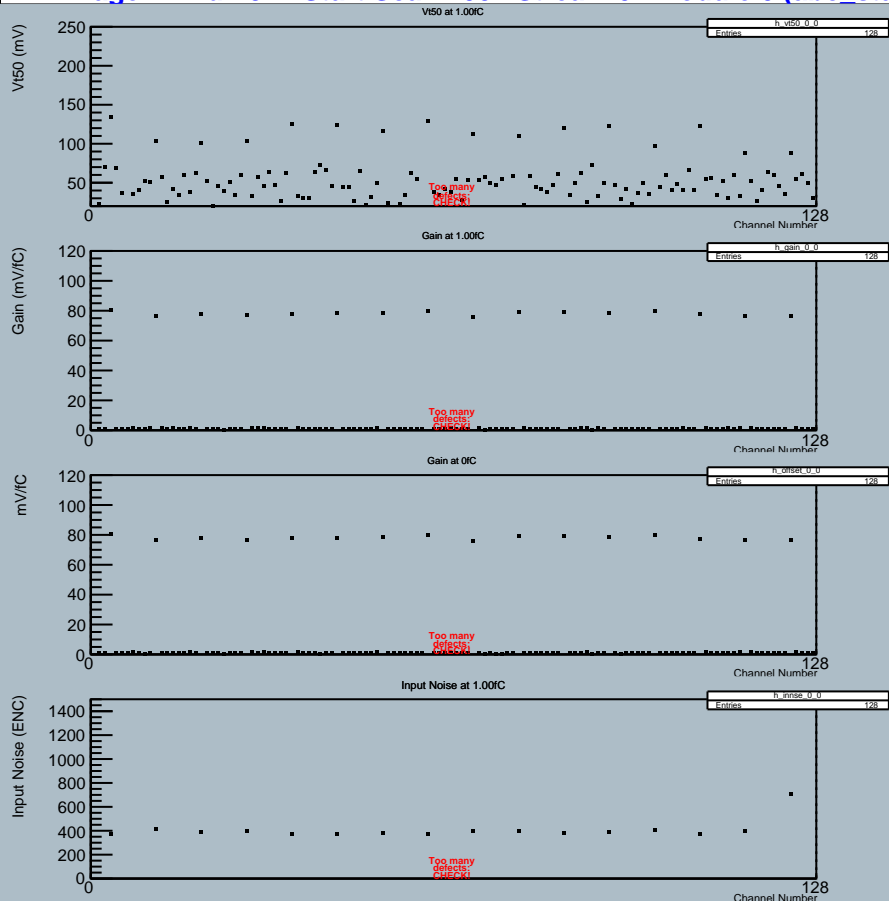 Vt50 at 1.00fC
h_vt50_0_0
Entries 128
Vt50 (mV)
250
200
150
100
50
0
128
Too many
defects:
CHECK!
Channel Number
Gain at 1.00fC
h_gain_0_0
Entries 128
Gain (mV/fC)
120
100
80
60
40
20
0
0
128
Too many
defects:
CHECK!
Channel Number
Gain at 0fC
h_offset_0_0
Entries 128
mV/fC
120
100
80
60
40
20
0
0
128
Too many
defects:
CHECK!
Channel Number
Input Noise at 1.00fC
h_innse_0_0
Entries 128
Input Noise (ENC)
1400
1200
1000
800
600
400
200
0
0
128
Too many
defects:
CHECK!
Channel Number